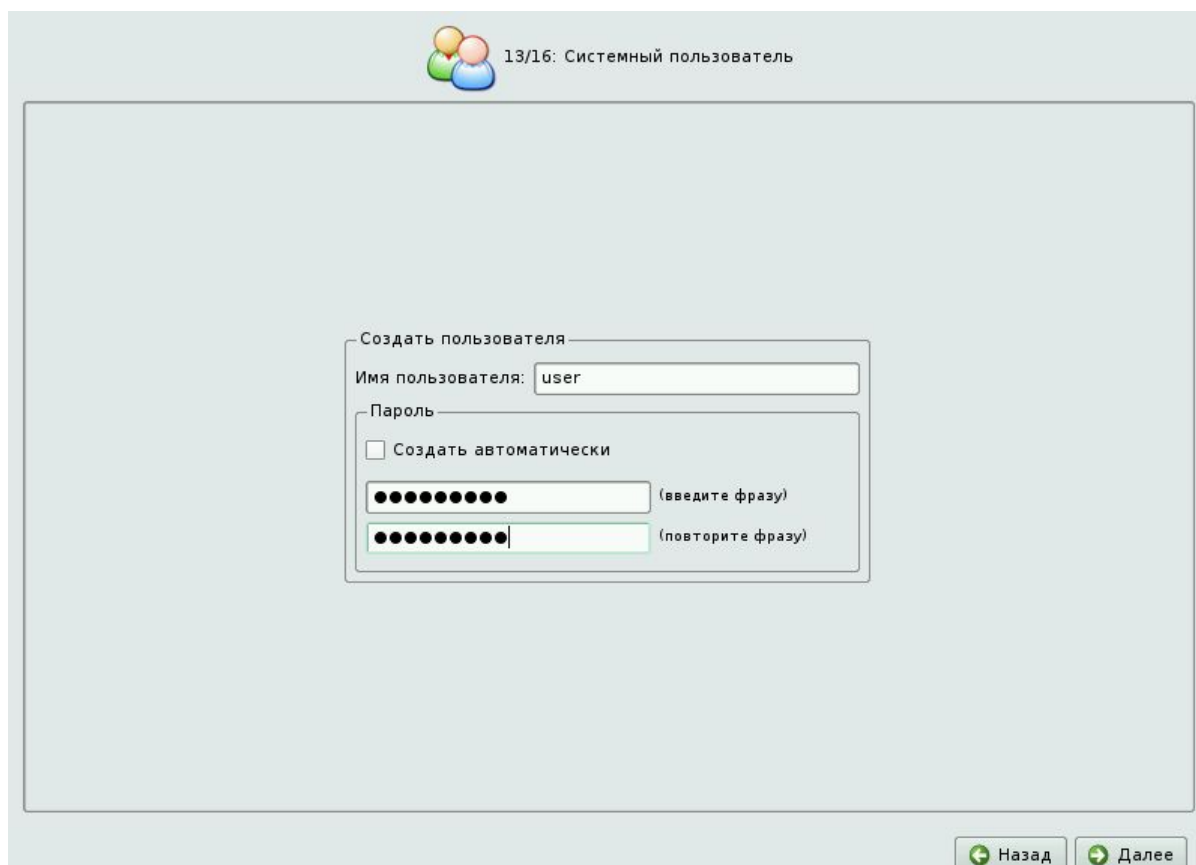 13/16: Системный пользователь
Создать пользователя
Имя пользователя: user
Пароль
Создать автоматически
●●●●●●●●● (введите фразу)
●●●●●●●●● (повторите фразу)
Назад Далее